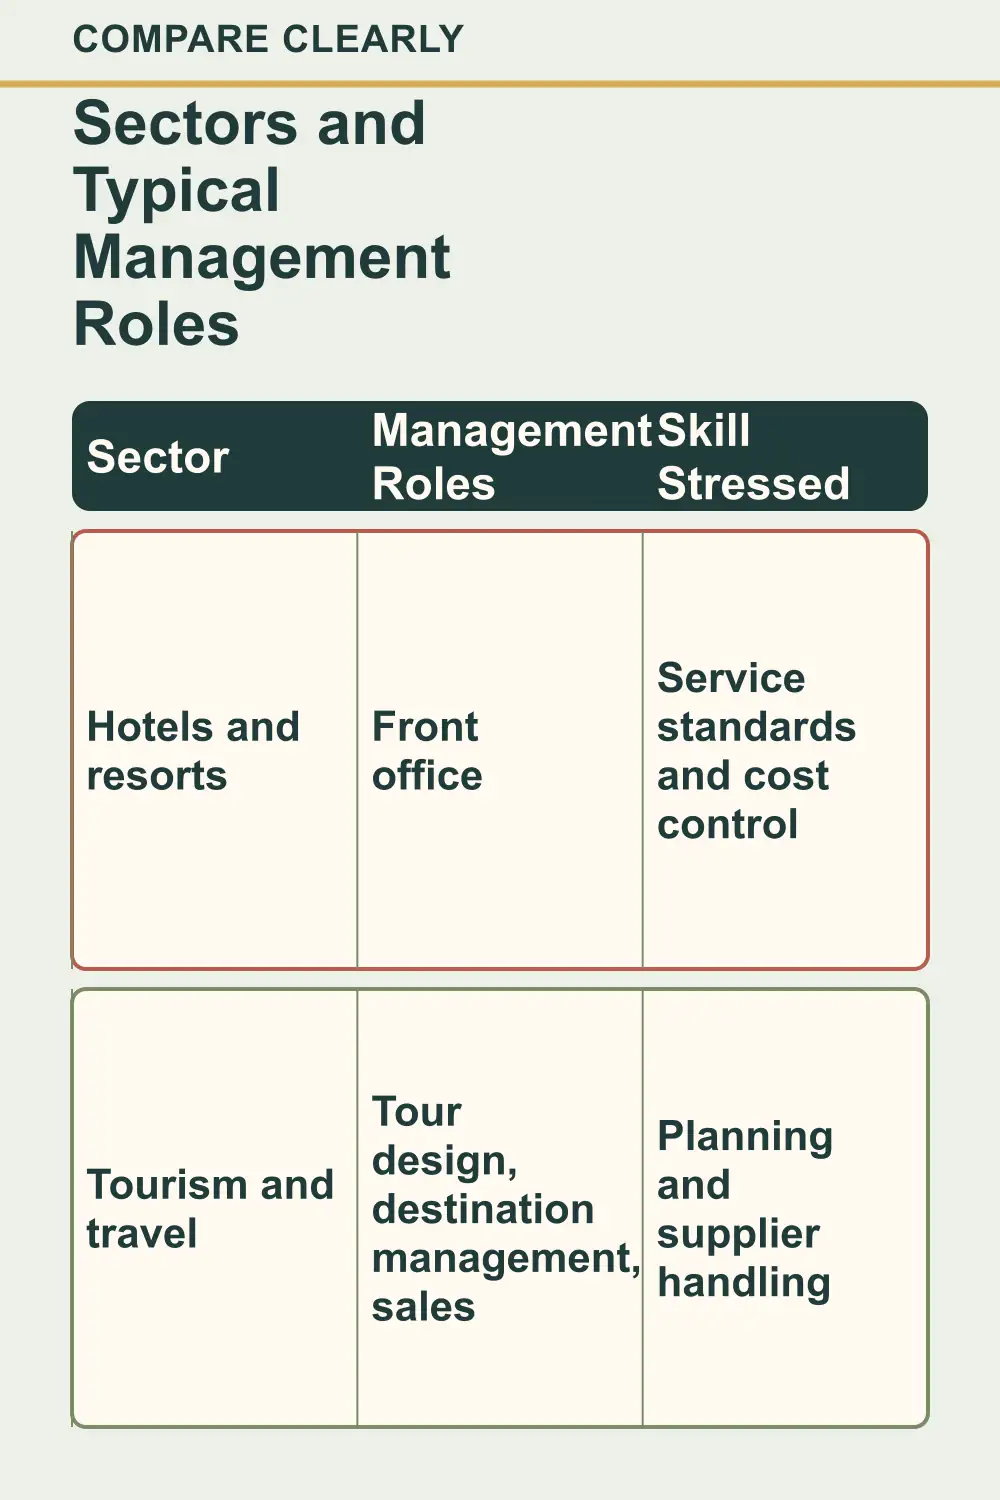 COMPARE CLEARLY
Sectors and
Typical
Management
Roles
Sector
Management
Roles
Skill
Stressed
Hotels and
resorts
Front
office
Service
standards
and cost
control
Tourism and
travel
Tour
design,
destination
management,
sales
Planning
and
supplier
handling